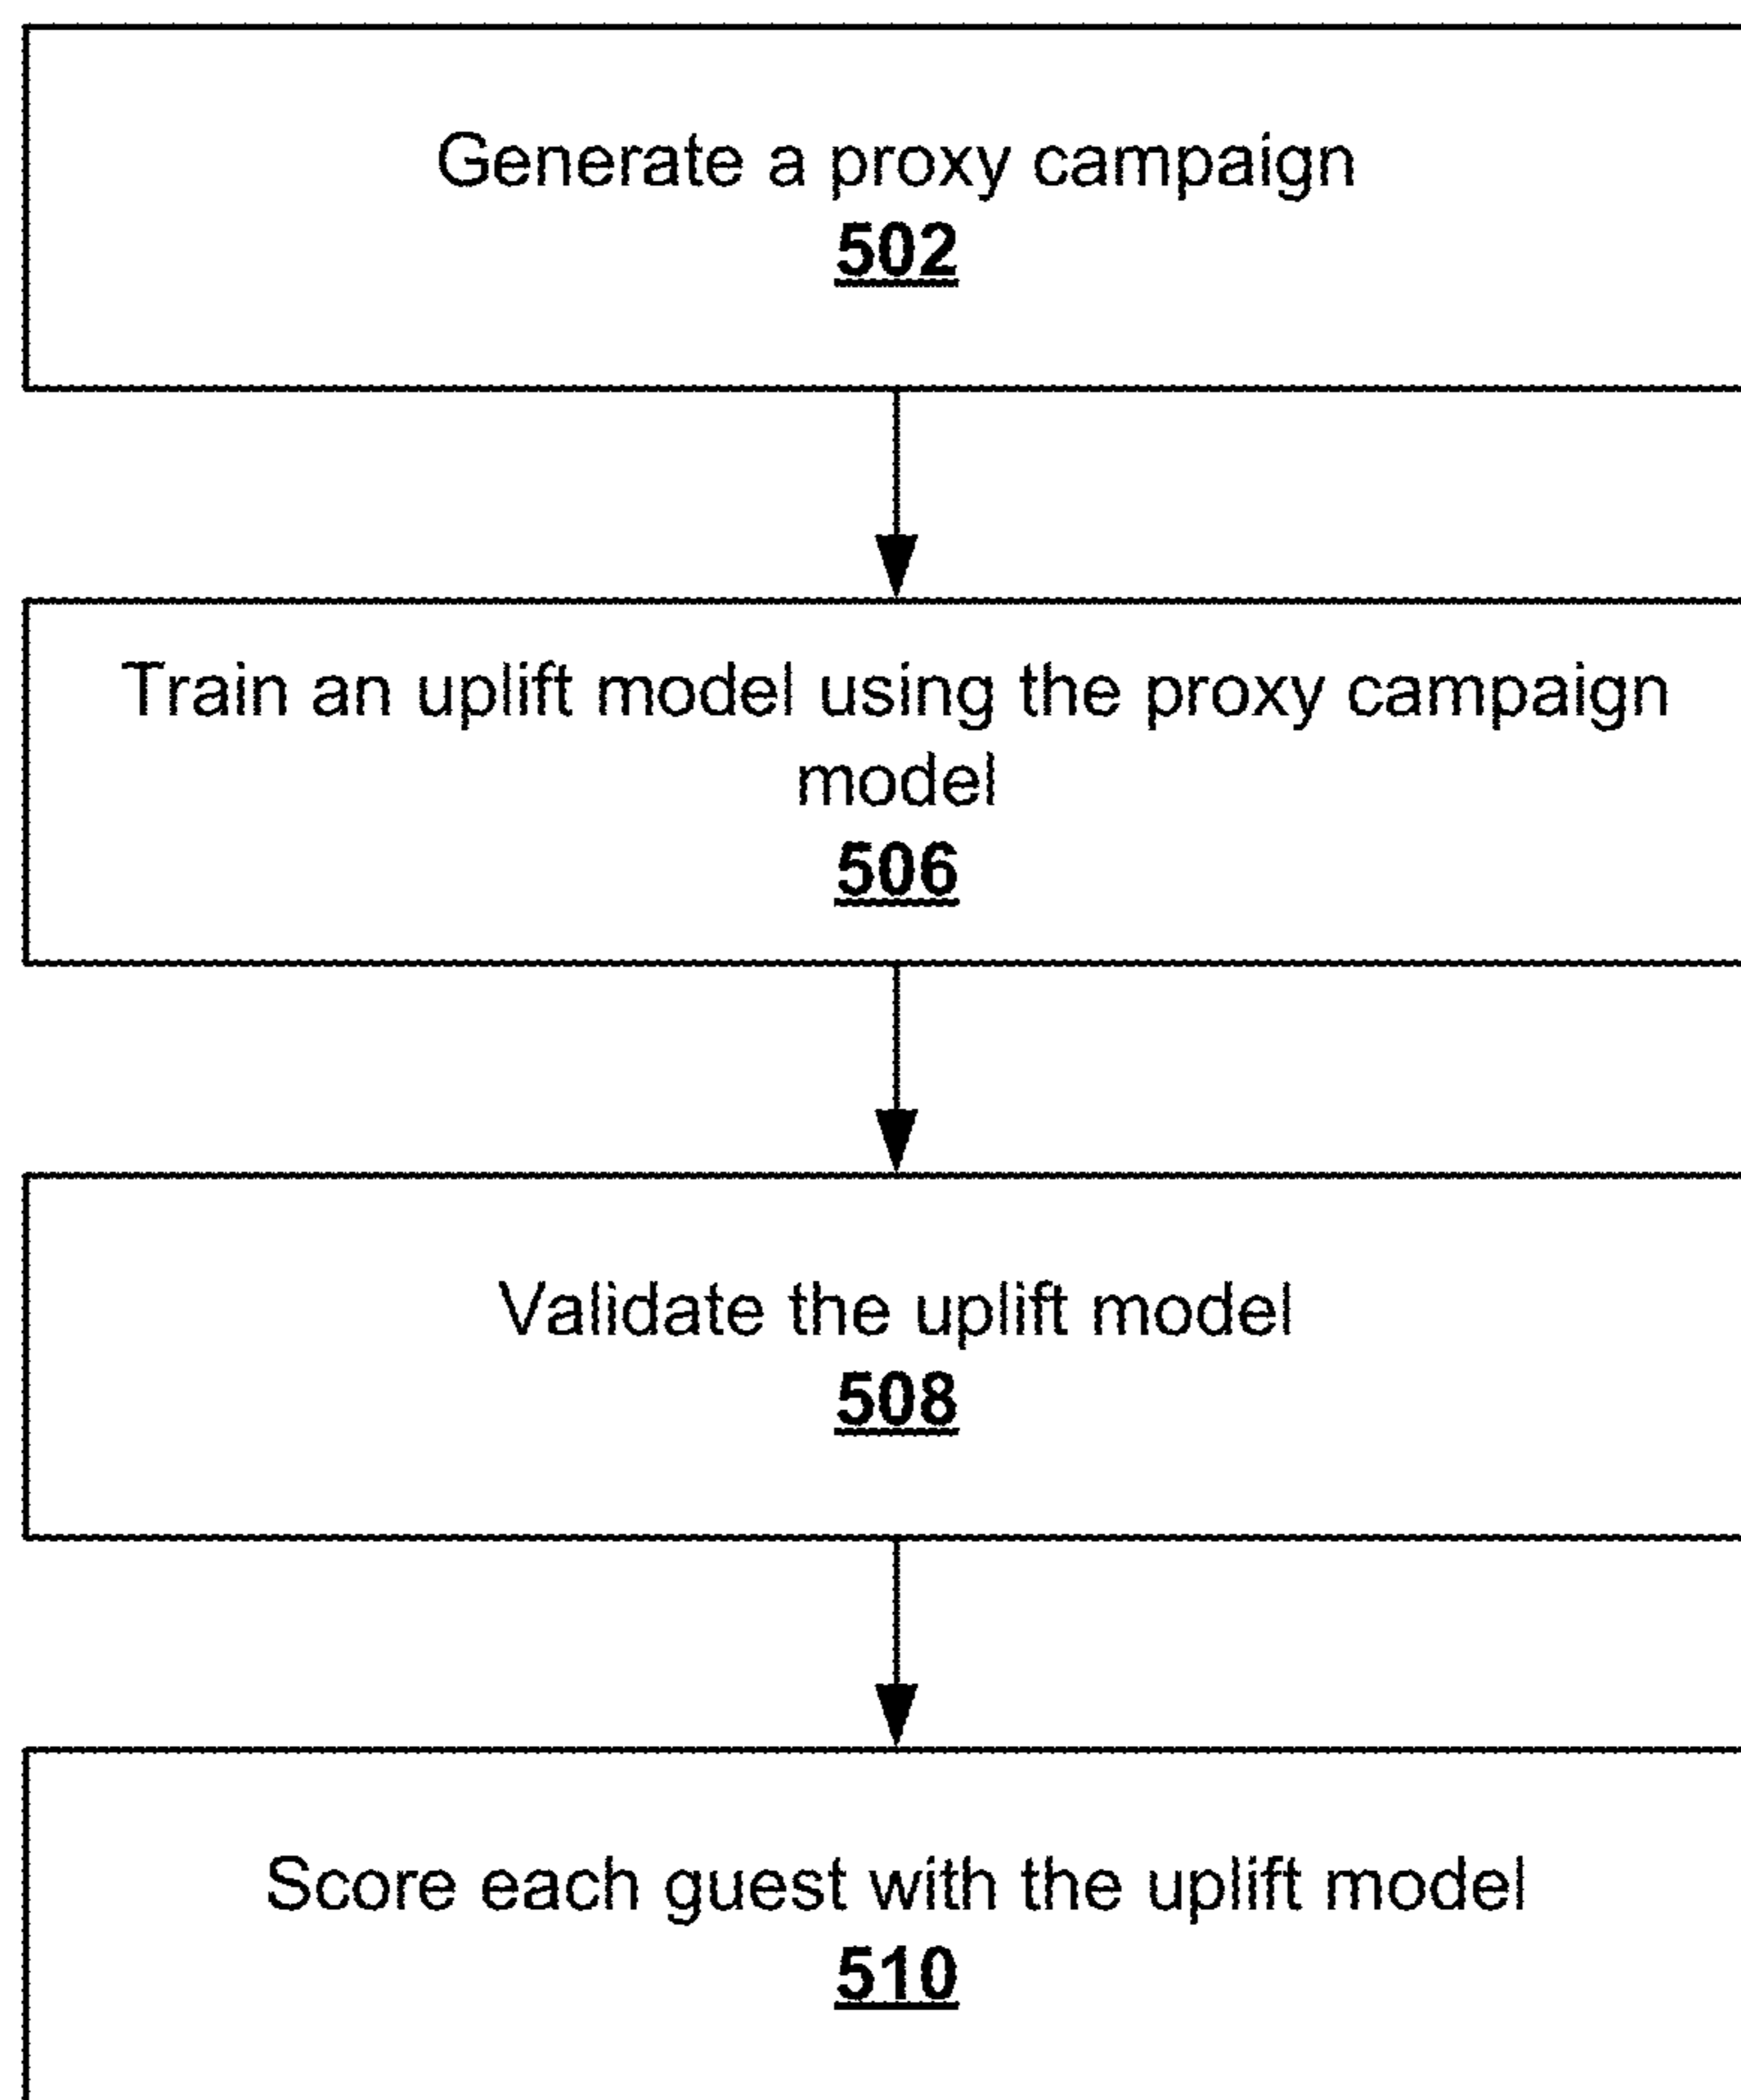 Generate a proxy campaign
502
Train an uplift model using the proxy campaign
model
506
Validate the uplift model
508
Score each guest with the uplift model
510